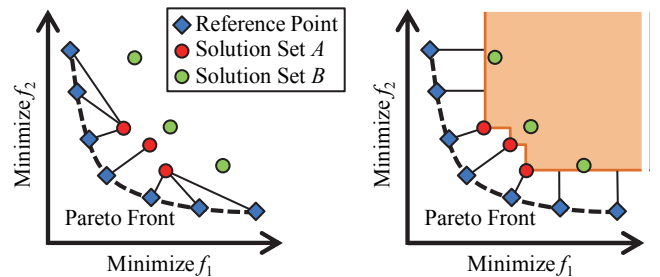 Minimize f2
Reference Point
Solution Set A
Solution Set B
Pareto Front
Minimize f1
Minimize f2
Pareto Front
Minimize f1